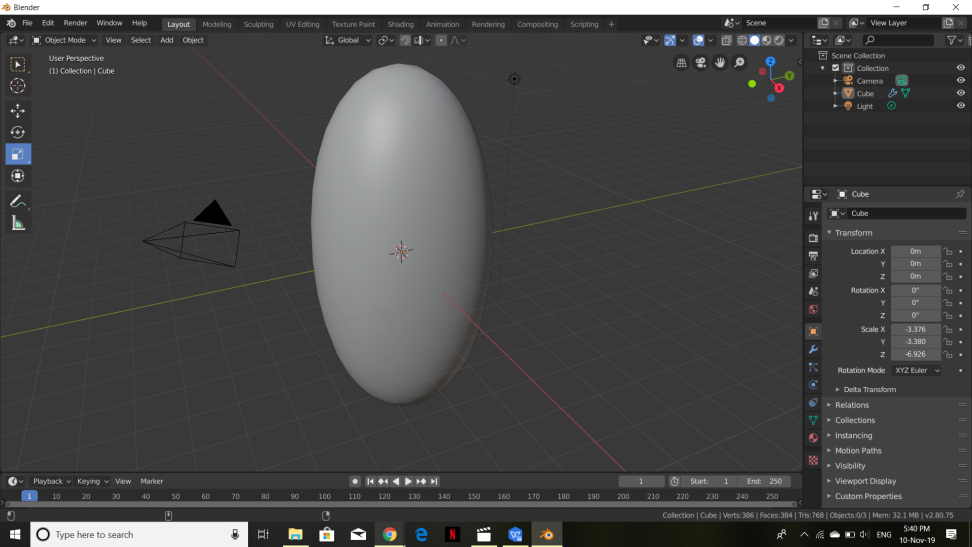 Blender
File Edit Render Window Help Layout Modeling Sculpting UV Editing Texture Paint Shading Animation Rendering Compositing Scripting + Scene View Layer
Object Mode View Select Add Object Global
User Perspective
(1) Collection | Cube
Z
Y
X
Scene Collection
Collection
Camera
Cube
Light
Cube
Cube
Transform
Location X 0m
Y 0m
Z 0m
Rotation X 0°
Y 0°
Z 0°
Scale X -3.376
Y -3.380
Z -6.926
Rotation Mode XYZ Euler
Delta Transform
Relations
Collections
Instancing
Motion Paths
Visibility
Viewport Display
Custom Properties
Playback Keying View Marker 1 Start: 1 End: 250
1 10 20 30 40 50 60 70 80 90 100 110 120 130 140 150 160 170 180 190 200 210 220 230 240 250
Collection | Cube | Verts:386 | Faces:384 | Tris:768 | Objects:0/3 | Mem: 32.1 MB | v2.80.75
Type here to search
5:40 PM
10-Nov-19